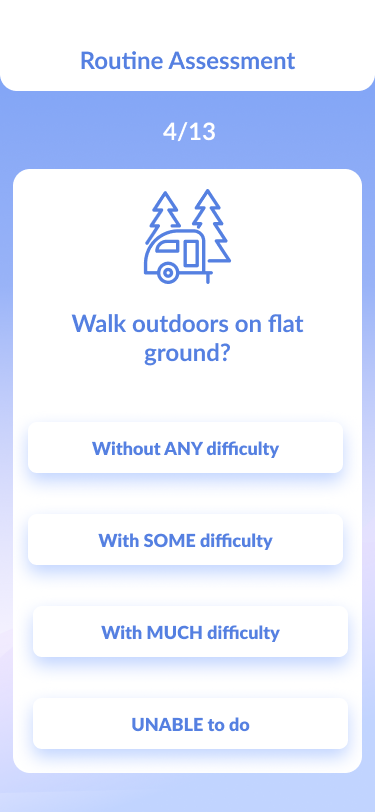 Routine Assessment
4/13
Walk outdoors on flat
ground?
Without ANY difficulty
With SOME difficulty
With MUCH difficulty
UNABLE to do